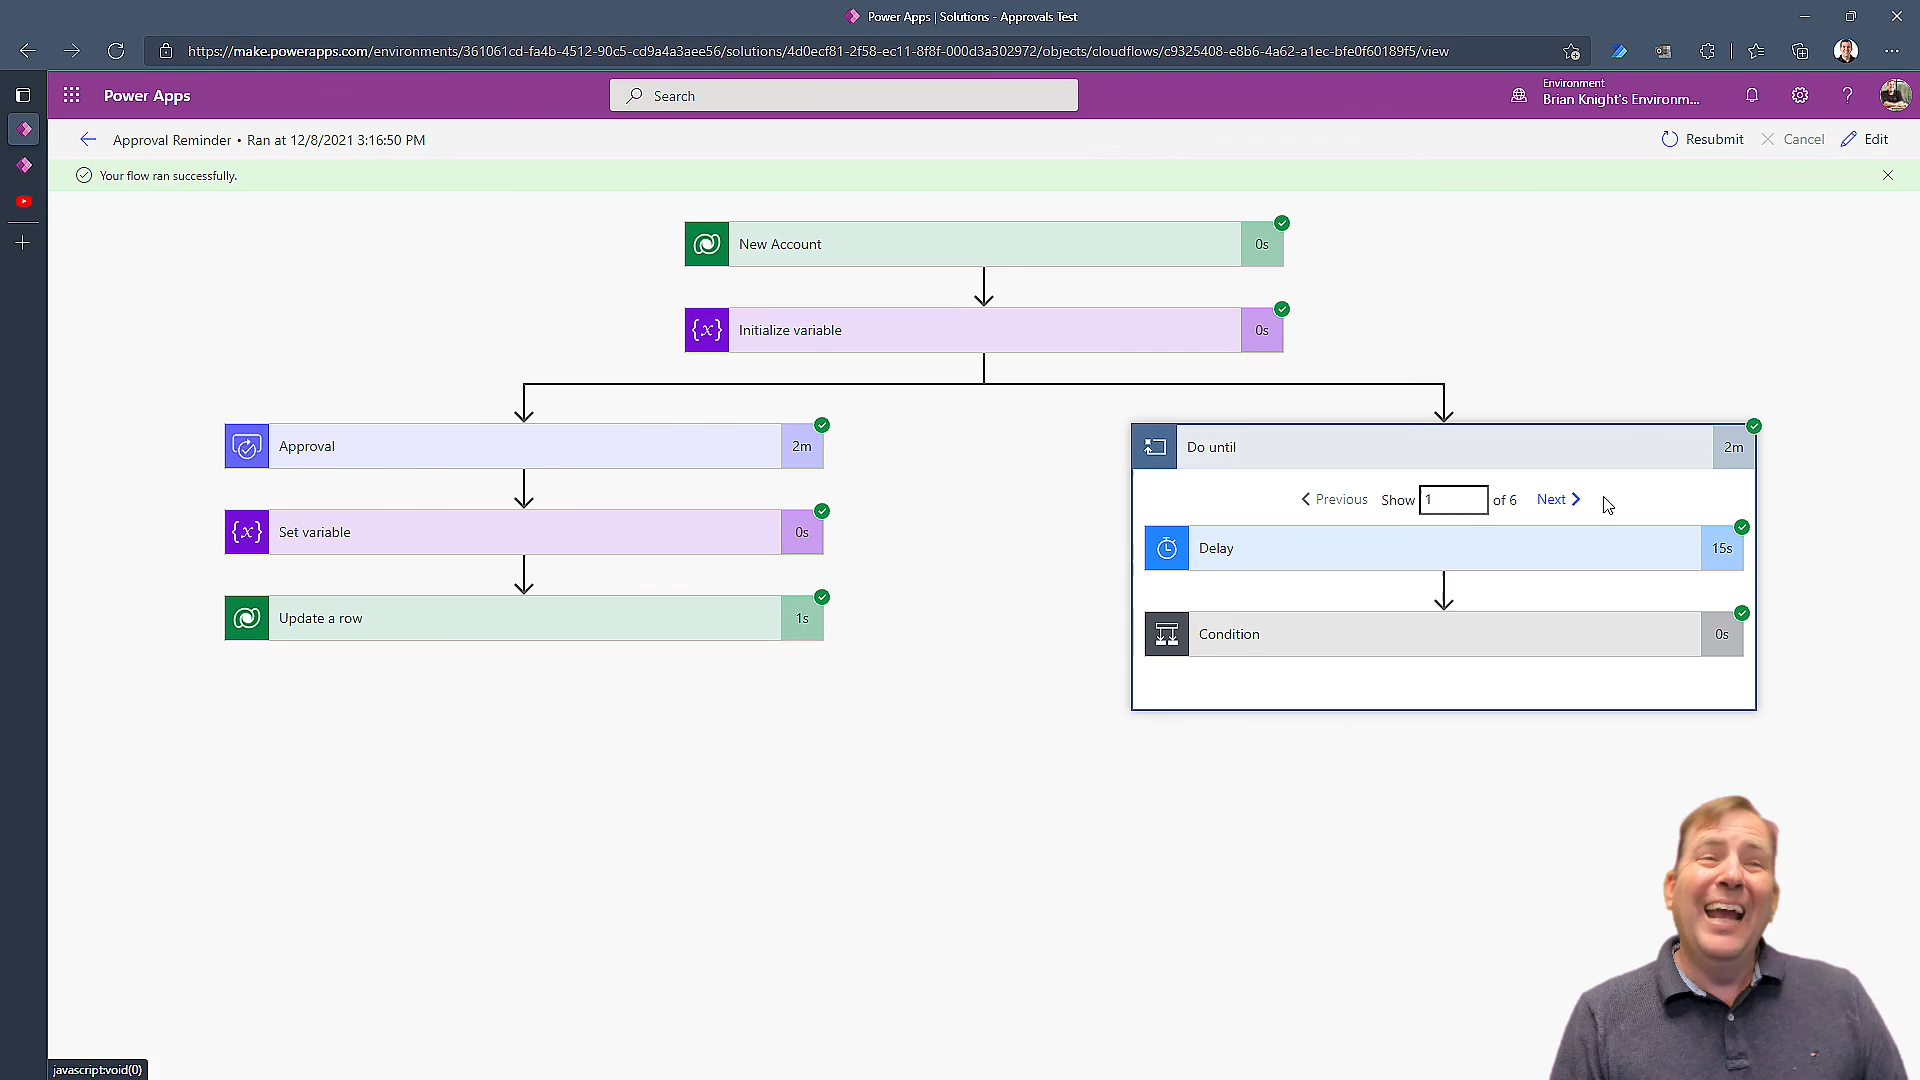 Power Apps | Solutions - Approvals Test
https://make.powerapps.com/environments/361061cd-fa4b-4512-90c5-cd9a4a3aee56/solutions/4d0ecf81-2f58-ec11-8f8f-000d3a302972/objects/cloudflows/c9325408-e8b6-4a62-a1ec-bfe0f60189f5/view
Power Apps
Search
Environment
Brian Knight's Environm...
?
Approval Reminder • Ran at 12/8/2021 3:16:50 PM
Resubmit
Cancel
Edit
Your flow ran successfully.
New Account
0s
{x}
Initialize variable
0s
Approval
2m
{x}
Set variable
0s
Update a row
1s
Do until
2m
Previous Show 1 of 6 Next
Delay
15s
Condition
0s
javascript:void(0)